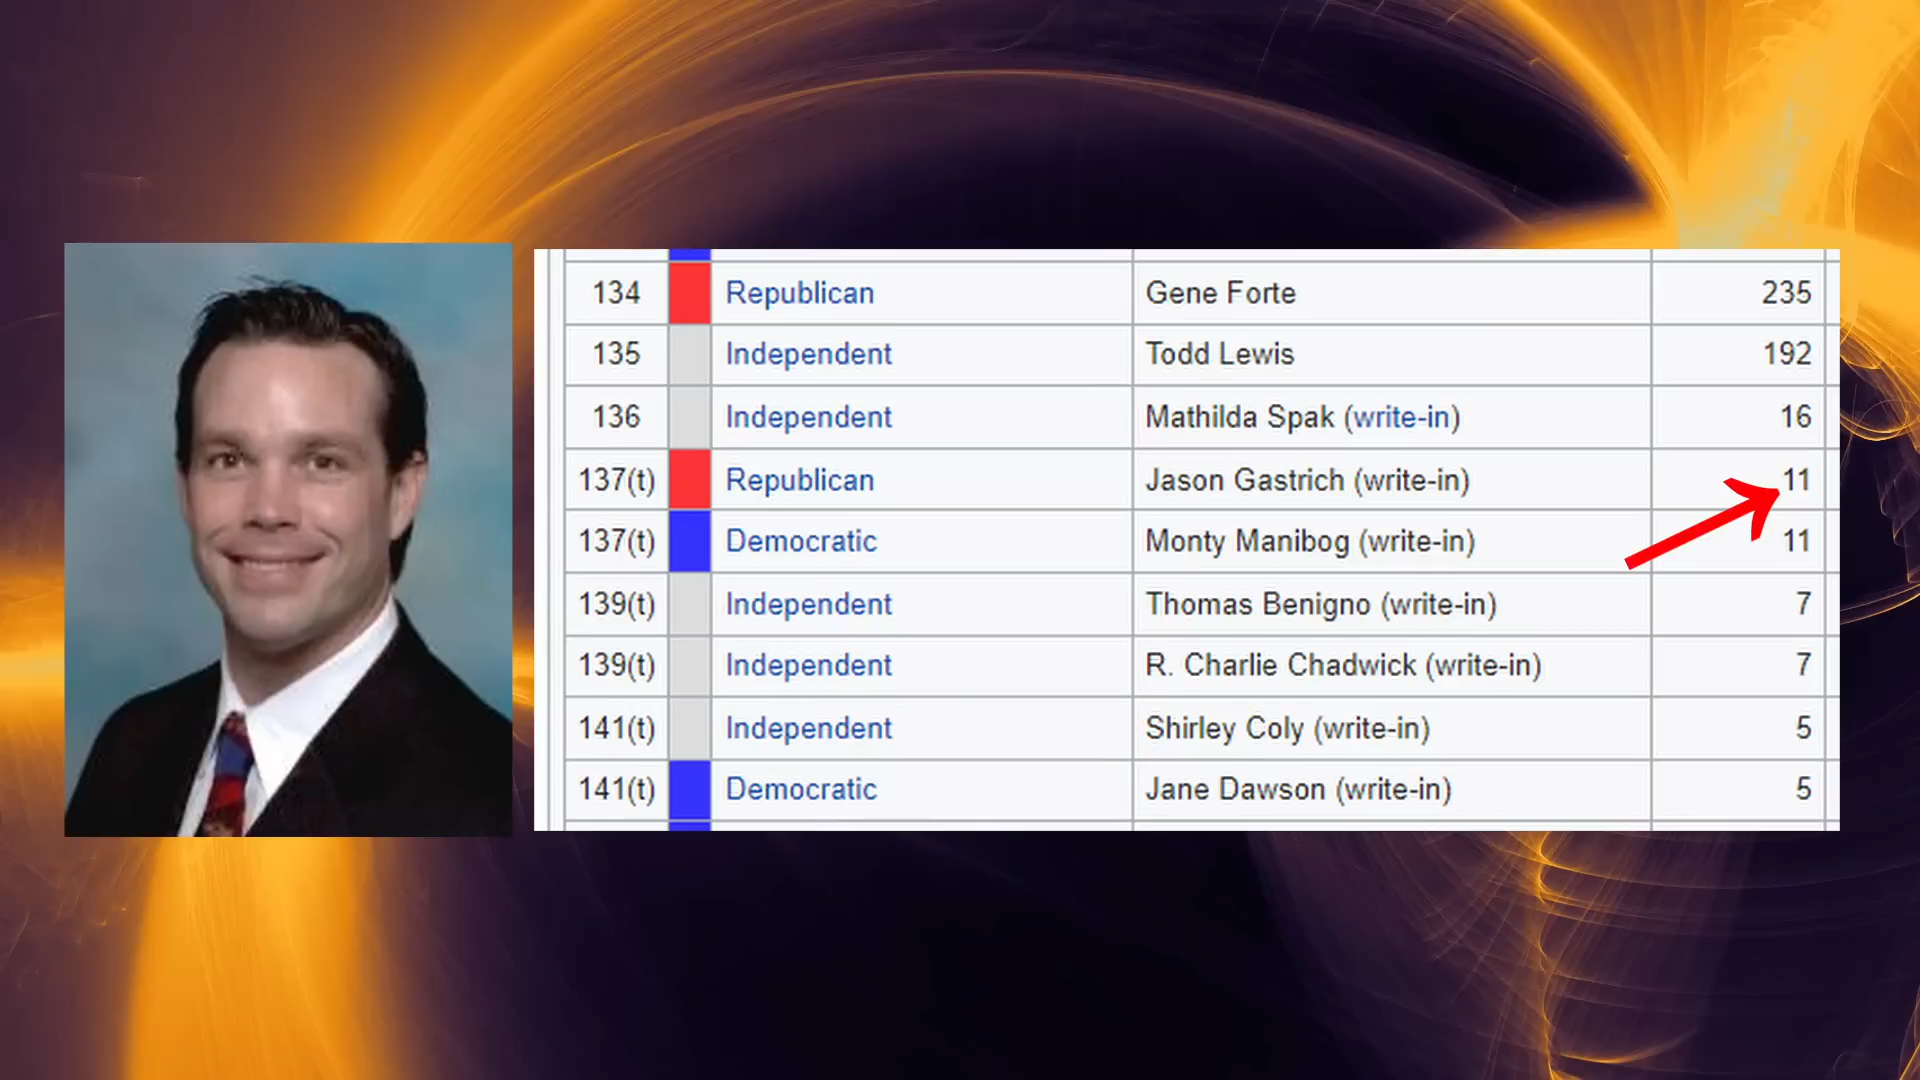 134 Republican Gene Forte 235
135 Independent Todd Lewis 192
136 Independent Mathilda Spak (write-in) 16
137(t) Republican Jason Gastrich (write-in) 11
137(t) Democratic Monty Manibog (write-in) 11
139(t) Independent Thomas Benigno (write-in) 7
139(t) Independent R. Charlie Chadwick (write-in) 7
141(t) Independent Shirley Coly (write-in) 5
141(t) Democratic Jane Dawson (write-in) 5